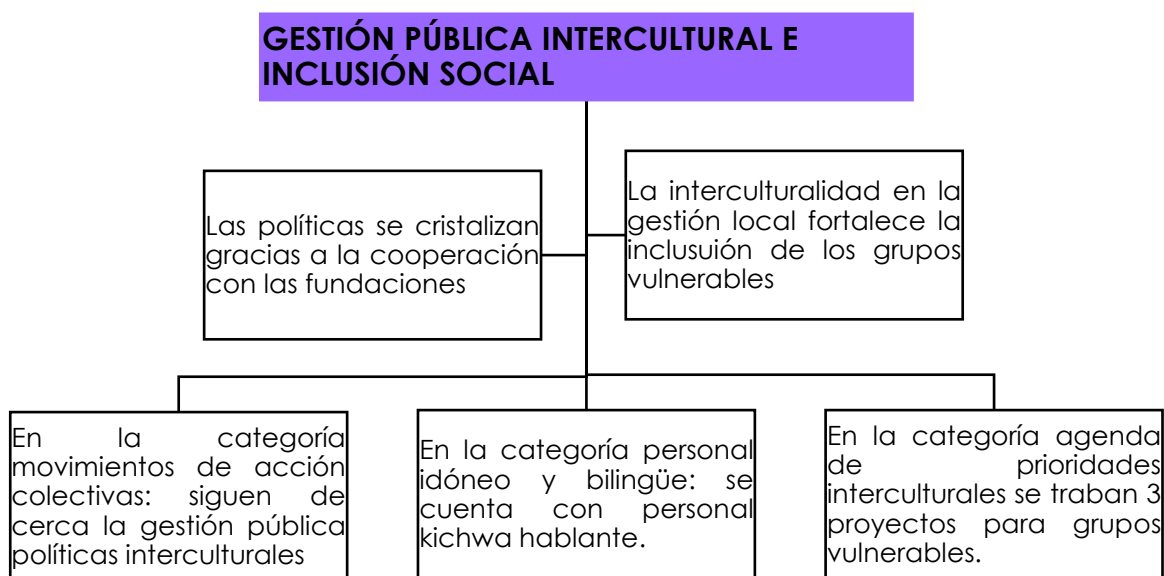 GESTIÓN PÚBLICA INTERCULTURAL E
INCLUSIÓN SOCIAL
Las políticas se cristalizan
gracias a la cooperación
con las fundaciones
La interculturalidad en la
gestión local fortalece la
inclusuión de los grupos
vulnerables
En la categoría
movimientos de acción
colectivas: siguen de
cerca la gestión pública
políticas interculturales
En la categoría personal
idóneo y bilingüe: se
cuenta con personal
kichwa hablante.
En la categoría agenda
de prioridades
interculturales se traban 3
proyectos para grupos
vulnerables.